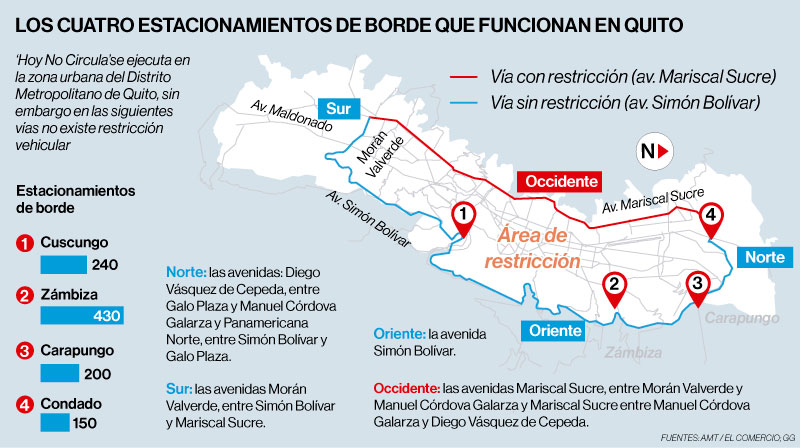 LOS CUATRO ESTACIONAMIENTOS DE BORDE QUE FUNCIONAN EN QUITO
‘Hoy No Circula’se ejecuta en
la zona urbana del Distrito
Metropolitano de Quito, sin
embargo en las siguientes
vías no existe restricción
vehicular
Vía con restricción (av. Mariscal Sucre)
Vía sin restricción (av. Simón Bolívar)
Sur
Av. Maldonado
Morán
Valverde
Av. Simón Bolívar
Occidente
N
Av. Mariscal Sucre
1
Área de
restricción
4
Norte
2
3
Oriente
Carapungo
Zámbiza
Estacionamientos
de borde
1 Cuscungo
240
2 Zámbiza
430
3 Carapungo
200
4 Condado
150
Norte: las avenidas: Diego
Vásquez de Cepeda, entre
Galo Plaza y Manuel Córdova
Galarza y Panamericana
Norte, entre Simón Bolívar y
Galo Plaza.
Sur: las avenidas Morán
Valverde, entre Simón Bolívar
y Mariscal Sucre.
Oriente: la avenida
Simón Bolívar.
Occidente: las avenidas Mariscal Sucre, entre Morán Valverde y
Manuel Córdova Galarza y Mariscal Sucre entre Manuel Córdova
Galarza y Diego Vásquez de Cepeda.
FUENTES: AMT / EL COMERCIO; GG